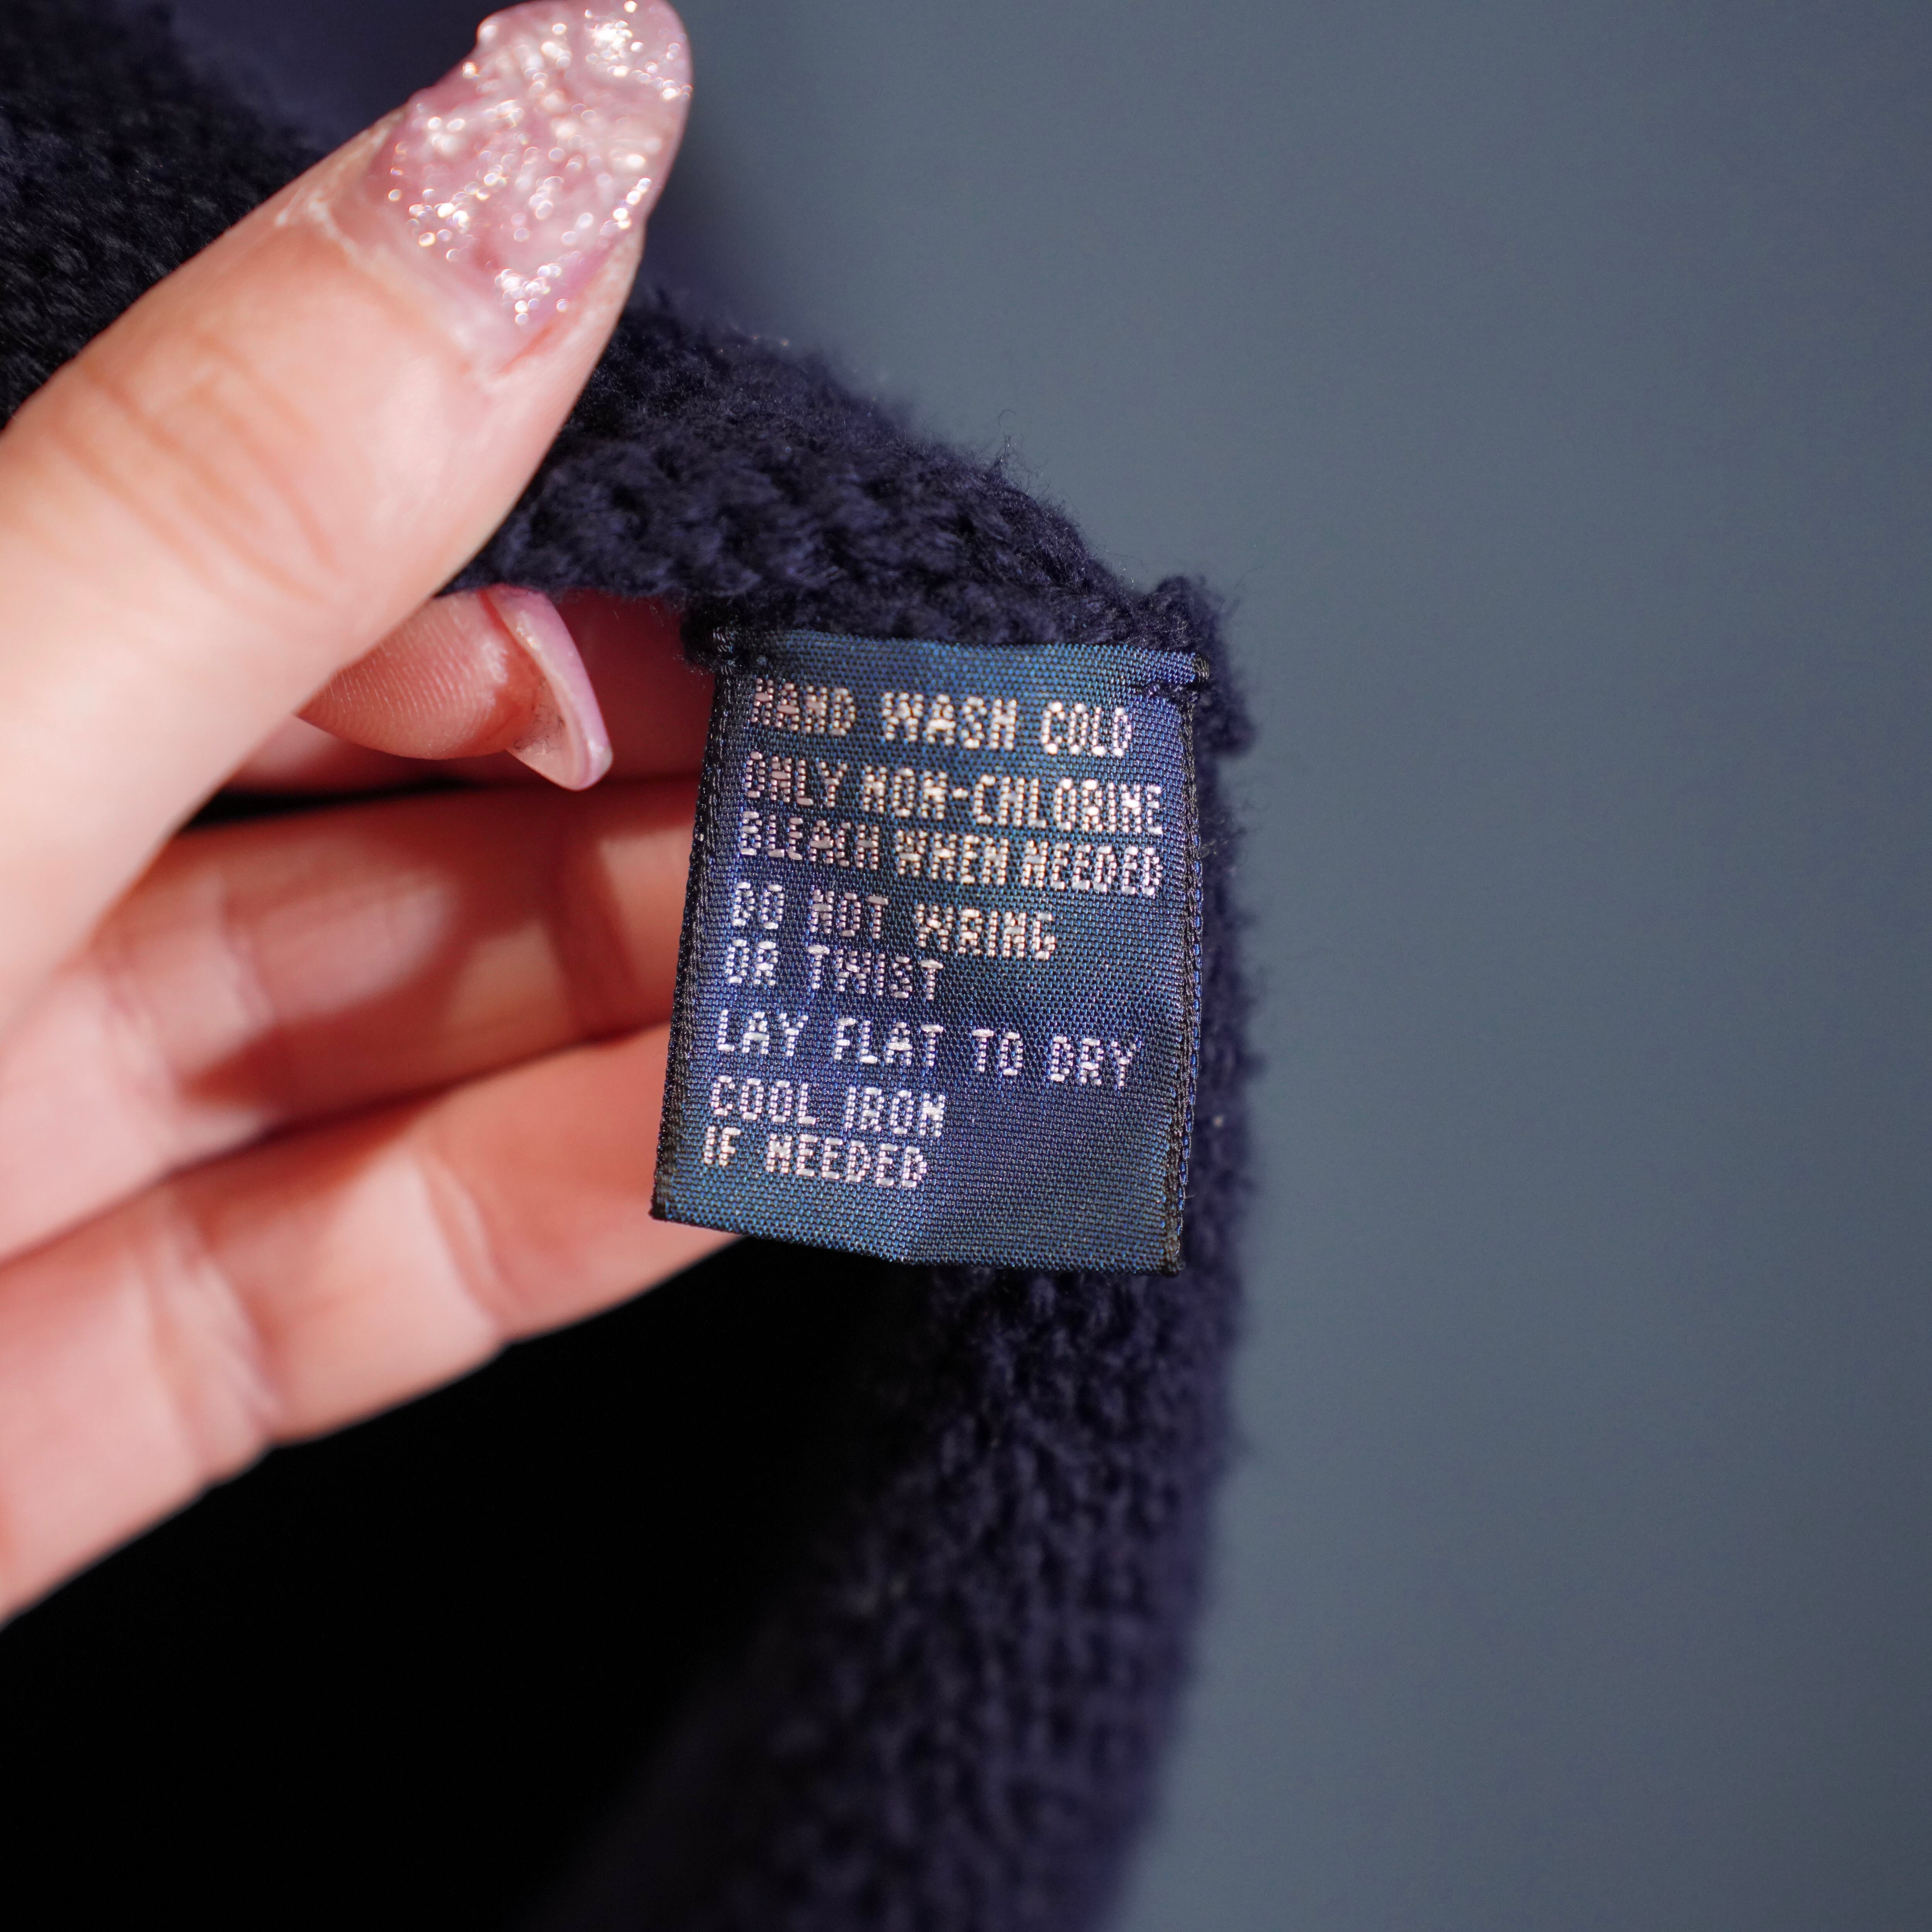 HAND WASH COLD
ONLY NON-CHLORINE
BLEACH WHEN NEEDED
DO NOT WRING
OR TWIST
LAY FLAT TO DRY
COOL IRON
IF NEEDED